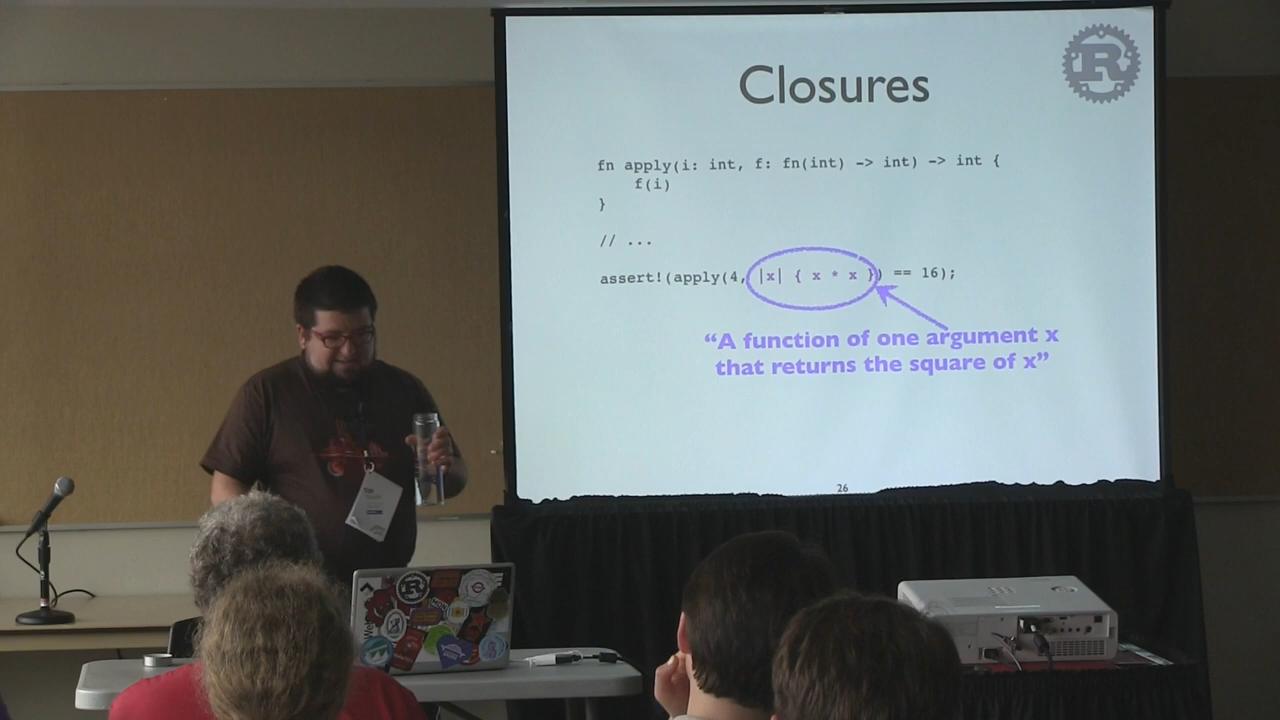 Closures
R
fn apply(i: int, f: fn(int) -> int) -> int {
f(i)
}
// ...
assert!(apply(4, |x| { x * x }) == 16);
“A function of one argument x
that returns the square of x”
26
R